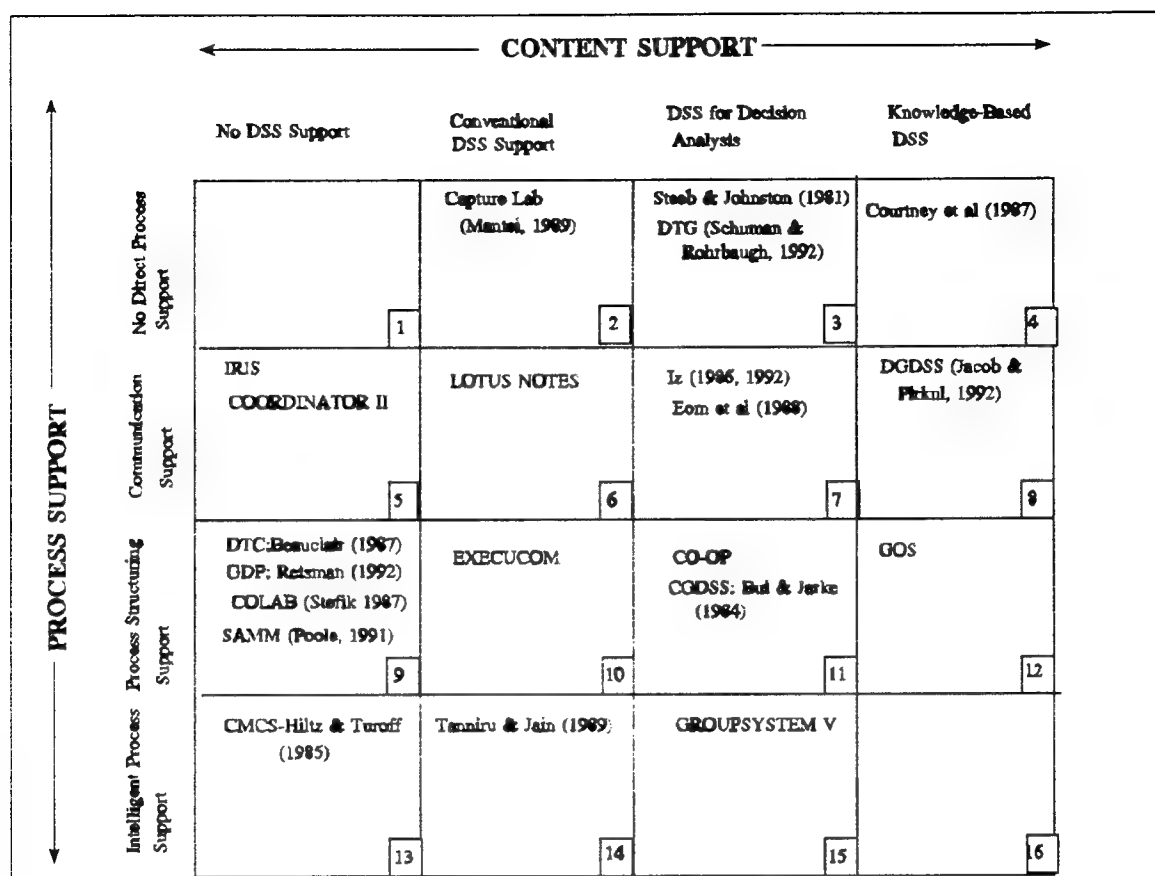 CONTENT SUPPORT
No DSS Support
Conventional
DSS Support
DSS for Decision
Analysis
Knowledge-Based
DSS
PROCESS SUPPORT
No Direct Process
Support
Capture Lab
(Mantei, 1989)
Steeb & Johnston (1981)
DTG (Schuman &
Rohrbaugh, 1992)
Courtney et al (1987)
1
2
3
4
Communication
Support
IRIS
COORDINATOR II
LOTUS NOTES
Iz (1986, 1992)
Eom et al (1988)
DGDSS (Jacob &
Pirkul, 1992)
5
6
7
8
Process Structuring
Support
DTC:Beauclair (1987)
GDP: Reisman (1992)
COLAB (Stefik 1987)
SAMM (Poole, 1991)
EXECUCOM
CO-OP
CGDSS: Bui & Jarke
(1984)
GOS
9
10
11
12
Intelligent Process
Support
CMCS-Hiltz & Turoff
(1985)
Tanniru & Jain (1989)
GROUPSYSTEM V
13
14
15
16